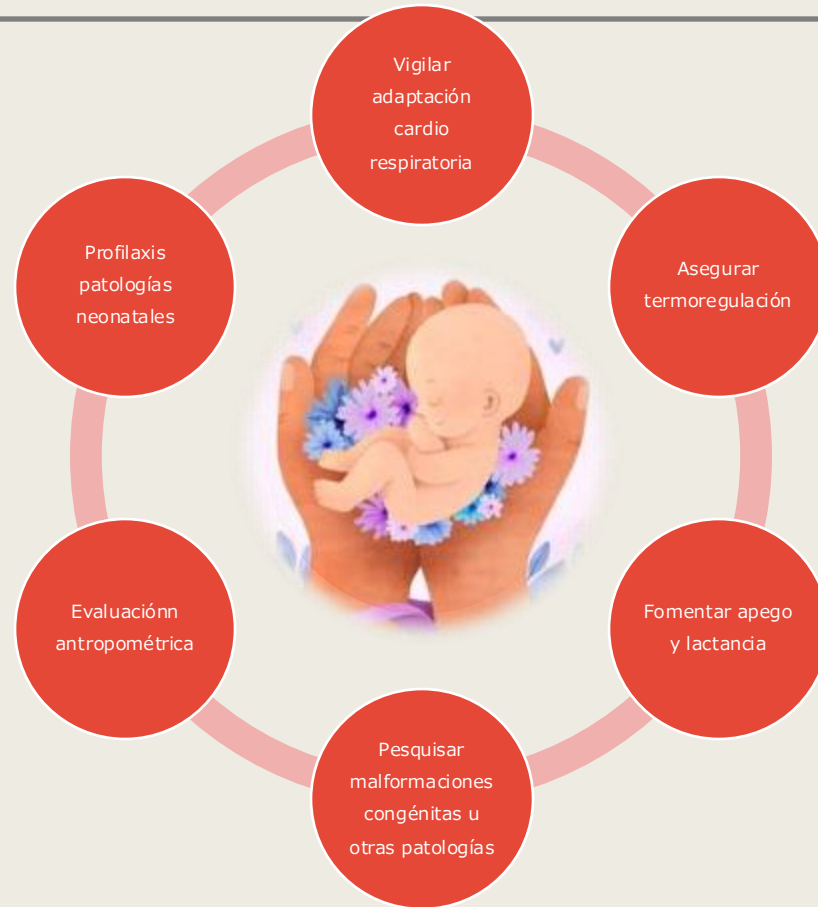 Vigilar
adaptación
cardio
respiratoria
Asegurar
termoregulación
Fomentar apego
y lactancia
Pesquisar
malformaciones
congénitas u
otras patologías
Evaluaciónn
antropométrica
Profilaxis
patologías
neonatales